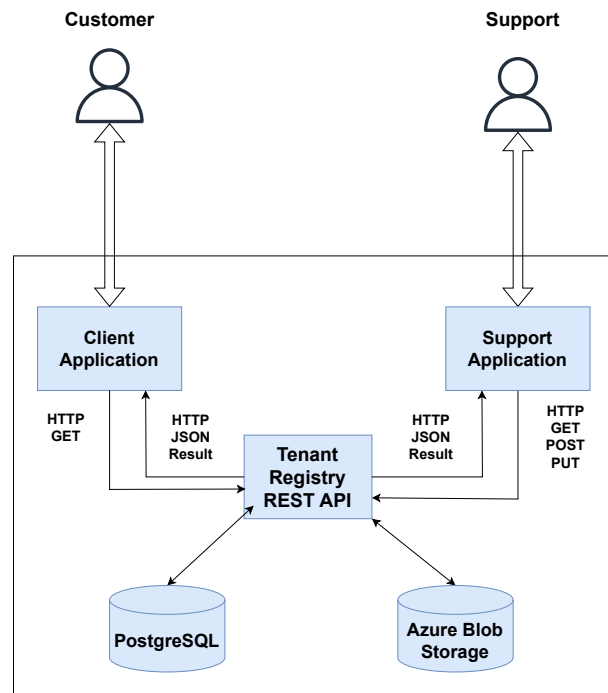 Customer
Support
Client
Application
Support
Application
HTTP
GET
HTTP
JSON
Result
HTTP
JSON
Result
HTTP
GET
POST
PUT
Tenant
Registry
REST API
PostgreSQL
Azure Blob
Storage